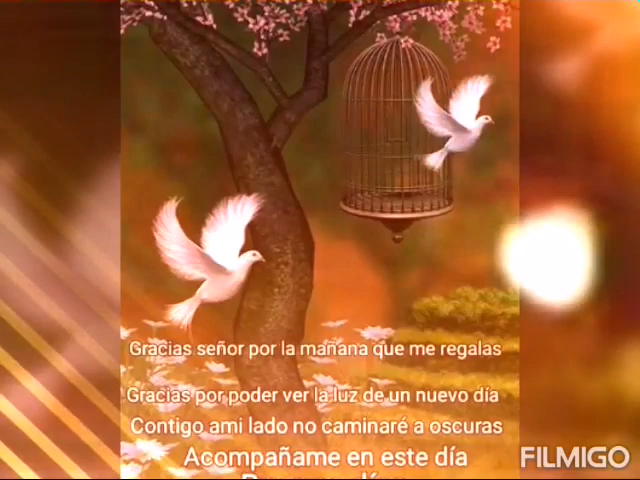 Gracias señor por la mañana que me regalas
Gracias por poder ver la luz de un nuevo día
Contigo ami lado no caminaré a oscuras
Acompañame en este día
FILMIGO